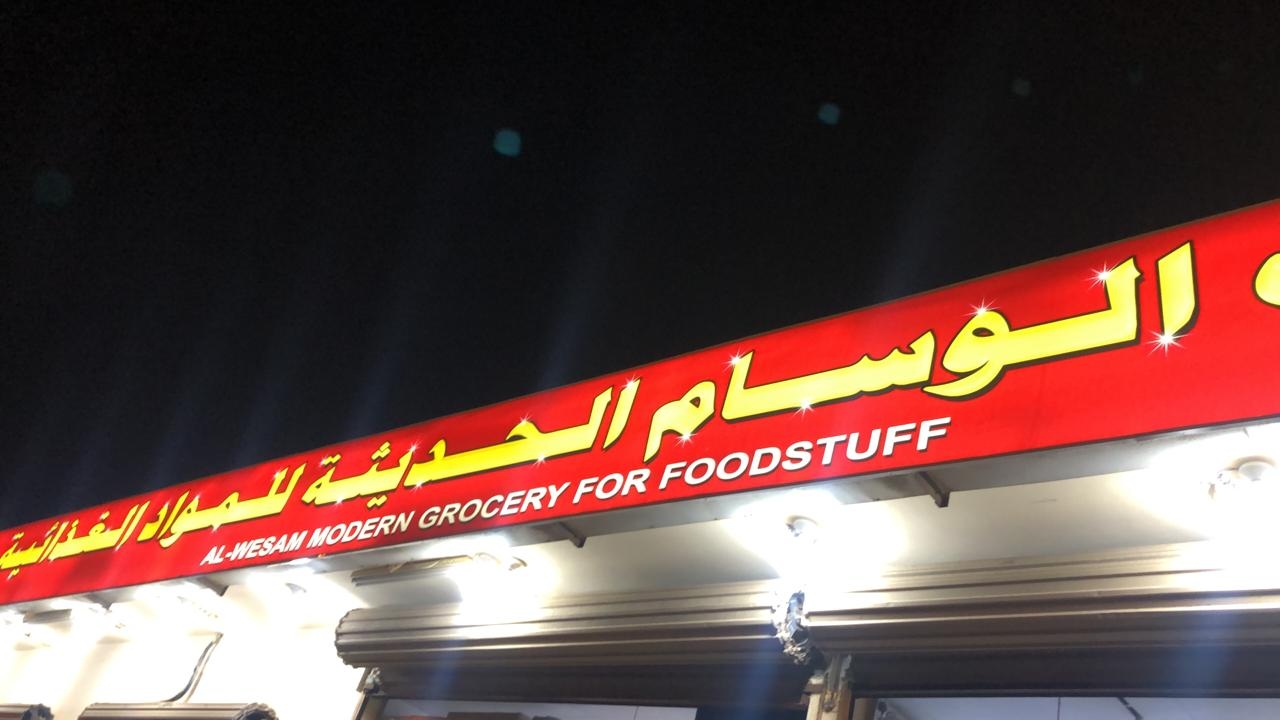 الوسام الحديثة للمواد الغذائية
AL-WESAM MODERN GROCERY FOR FOODSTUFF